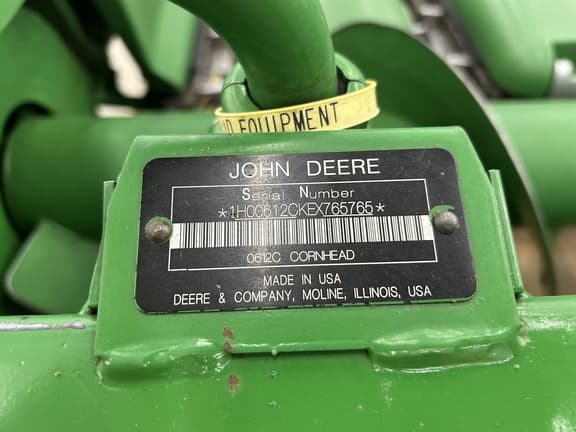 D EQUIPMENT
JOHN DEERE
Serial Number
*1H00612CKEX765765*
0612C CORNHEAD
MADE IN USA
DEERE & COMPANY, MOLINE, ILLINOIS, USA